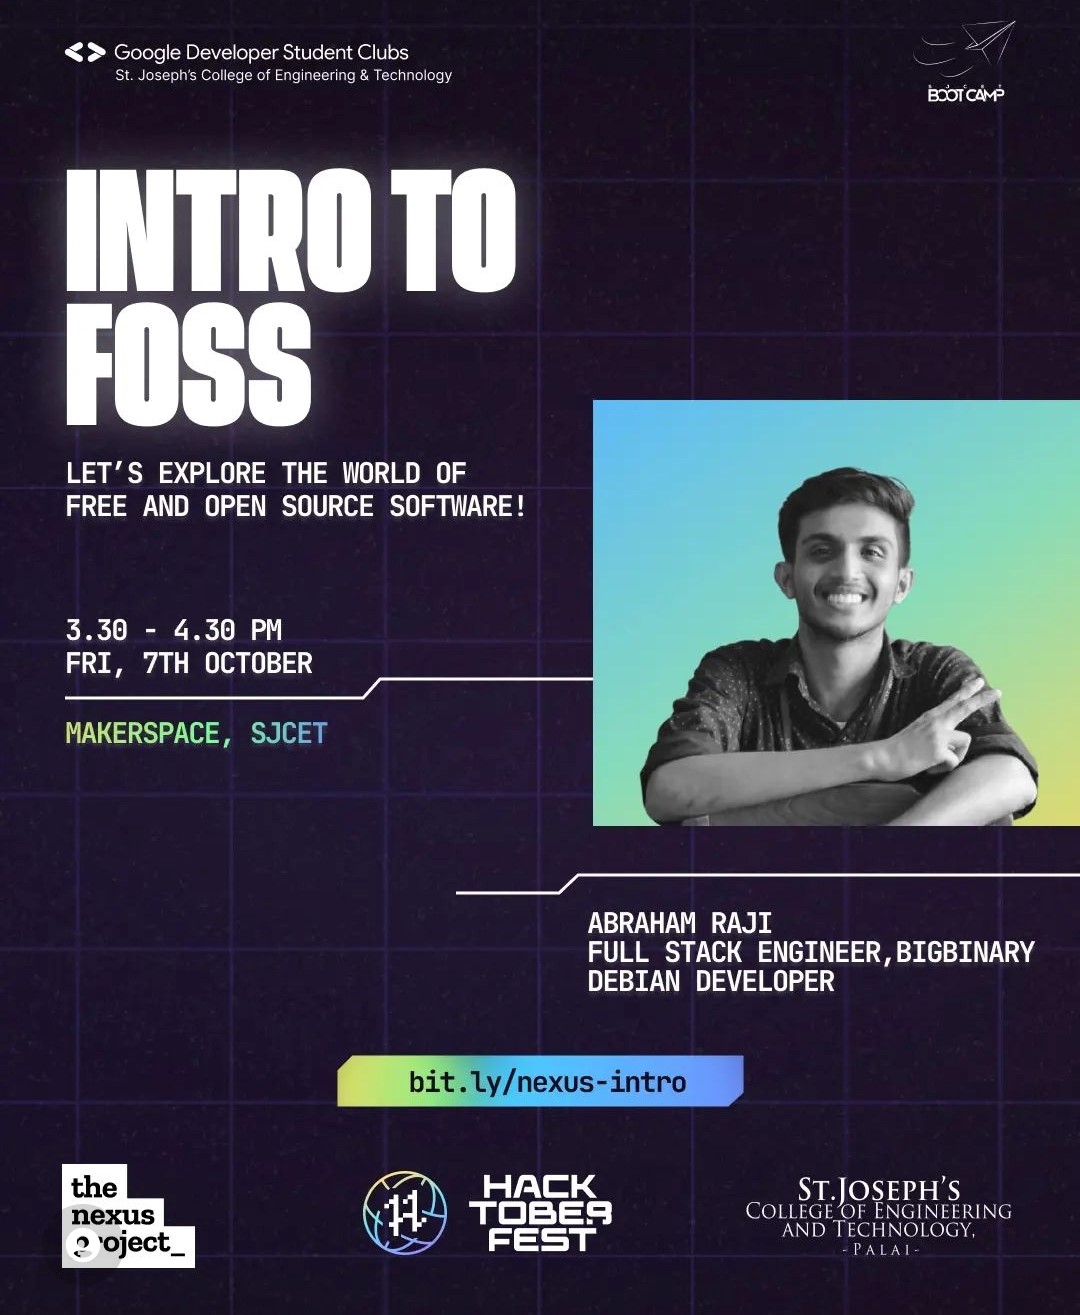 Google Developer Student Clubs
St. Joseph's College of Engineering & Technology
BOOTCAMP
INTRO TO
FOSS
LET'S EXPLORE THE WORLD OF
FREE AND OPEN SOURCE SOFTWARE!
3.30 - 4.30 PM
FRI, 7TH OCTOBER
MAKERSPACE, SJCET
ABRAHAM RAJI
FULL STACK ENGINEER,BIGBINARY
DEBIAN DEVELOPER
bit.ly/nexus-intro
the
nexus
project_
HACK
TOBER
FEST
ST.JOSEPH'S
COLLEGE OF ENGINEERING
AND TECHNOLOGY,
-PALAI-